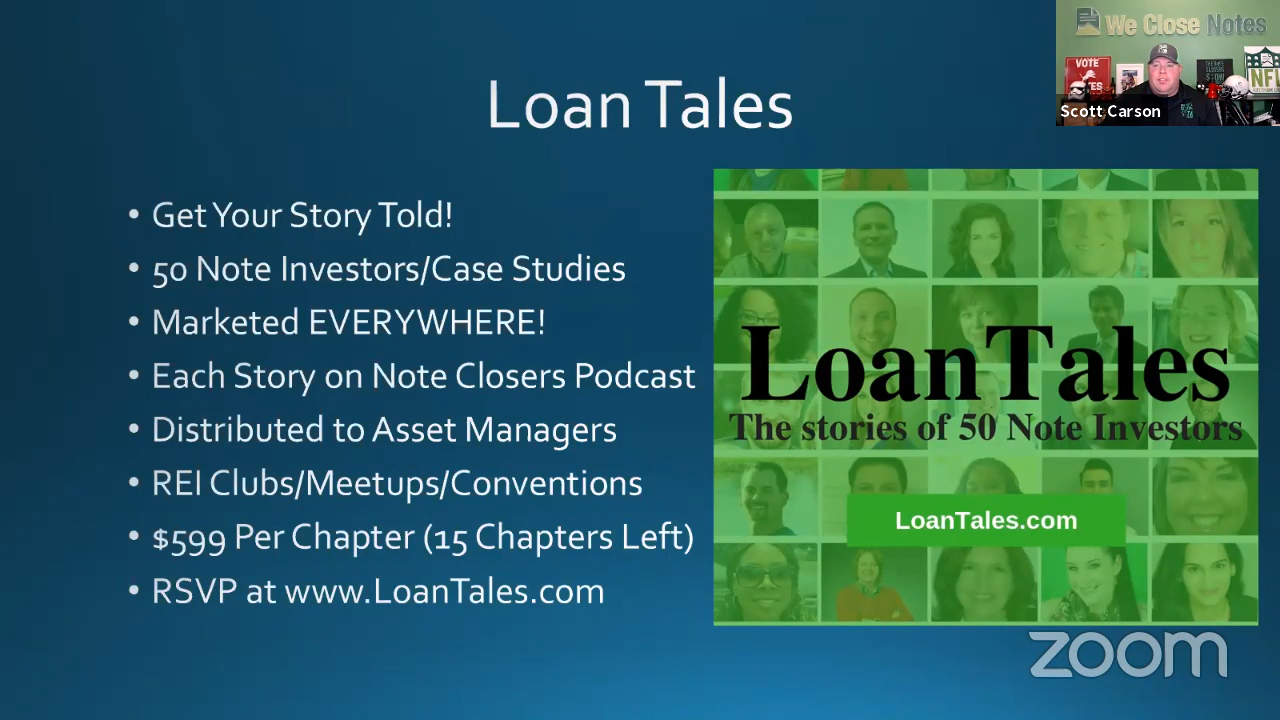 We Close Notes
VOTE
NFL
Scott Carson
Loan Tales
• Get Your Story Told!
• 50 Note Investors/Case Studies
• Marketed EVERYWHERE!
• Each Story on Note Closers Podcast
• Distributed to Asset Managers
• REI Clubs/Meetups/Conventions
• $599 Per Chapter (15 Chapters Left)
• RSVP at www.LoanTales.com
LoanTales
The stories of 50 Note Investors
LoanTales.com
zoom